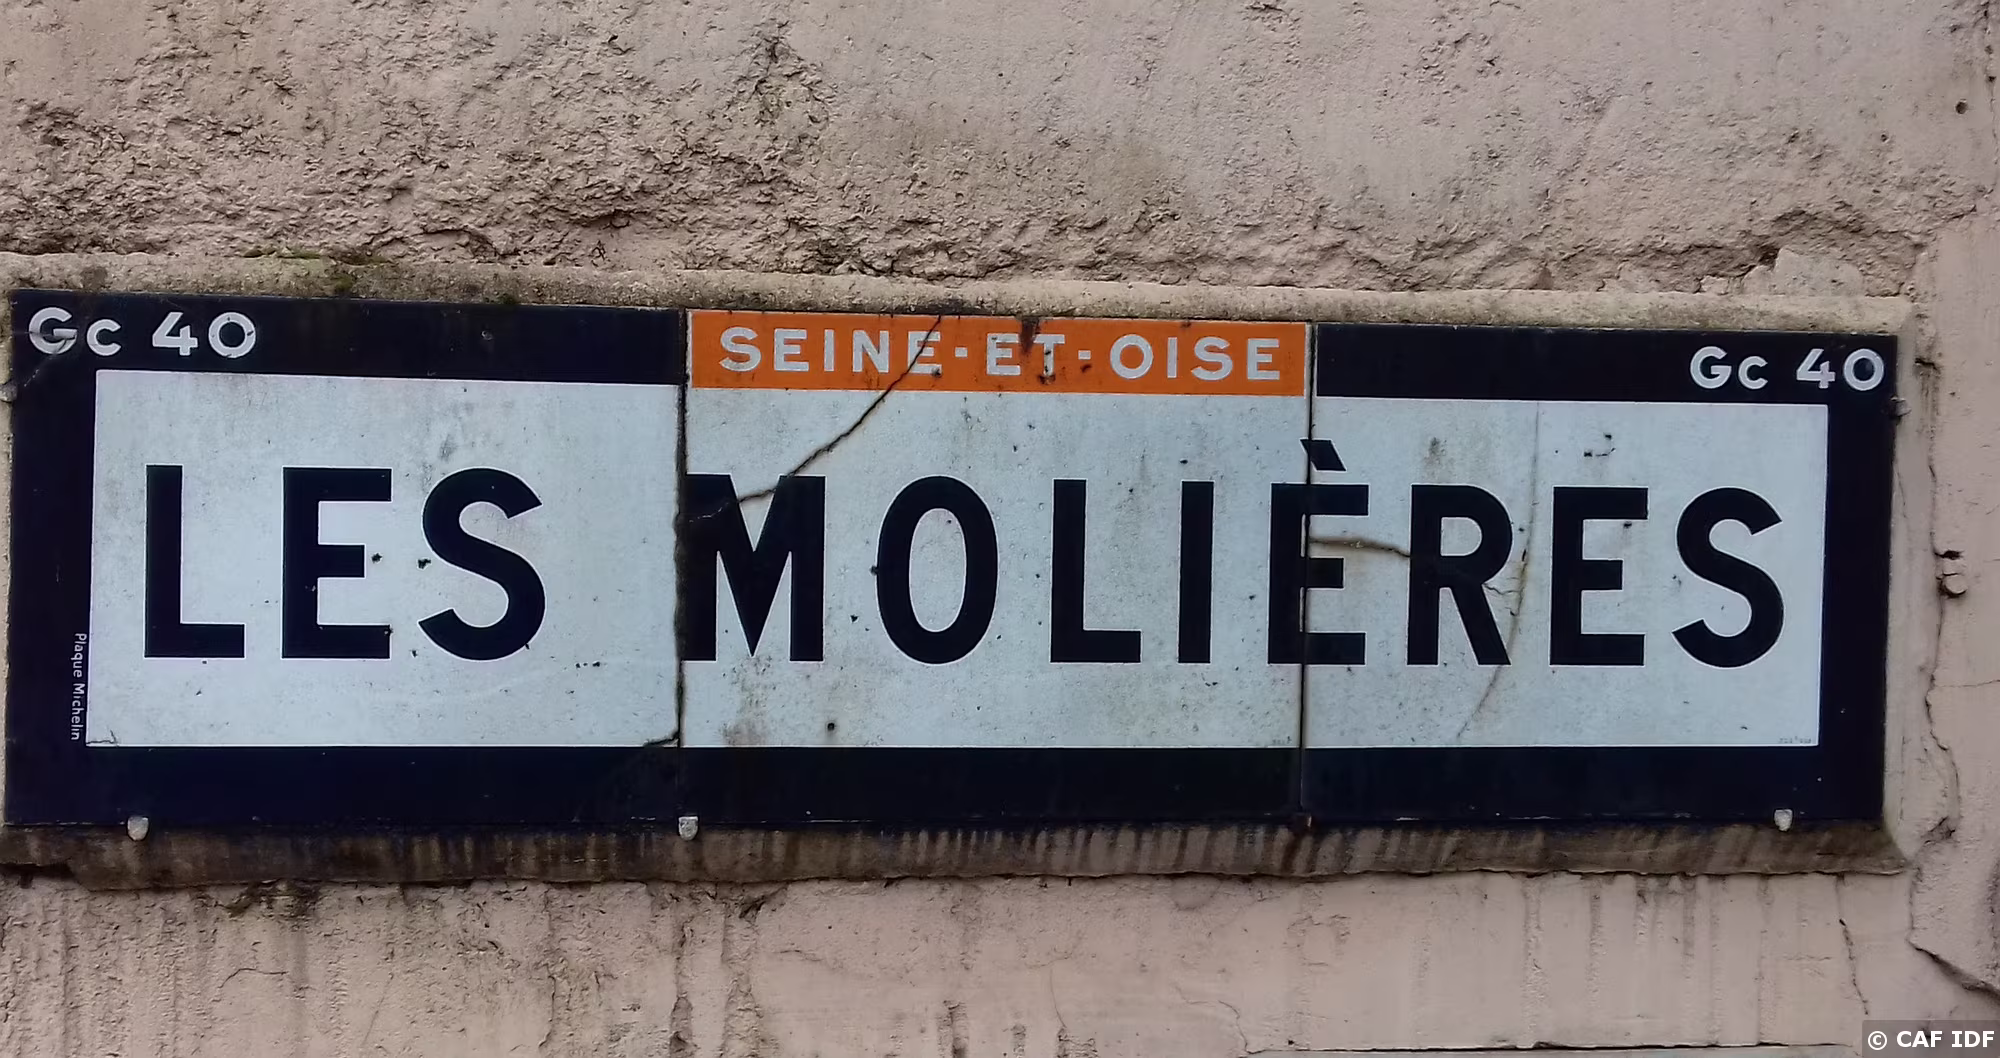 Gc 40
SEINE-ET-OISE
Gc 40
LES MOLIÈRES
Plaque Michelin
© CAF IDF